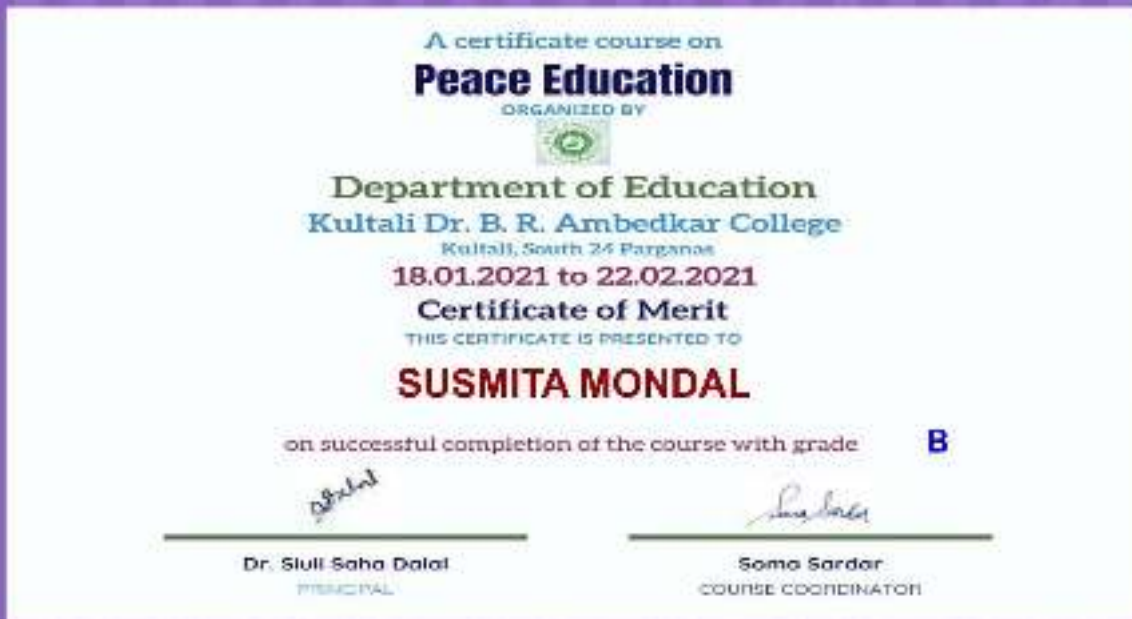 A certificate course on
Peace Education
ORGANIZED BY
Department of Education
Kultali Dr. B. R. Ambedkar College
Kultali, South 24 Parganas
18.01.2021 to 22.02.2021
Certificate of Merit
THIS CERTIFICATE IS PRESENTED TO
SUSMITA MONDAL
on successful completion of the course with grade B
Soma Sardar
Dr. Siuli Saha Dalal Soma Sardar
PRINCIPAL COURSE COORDINATOR